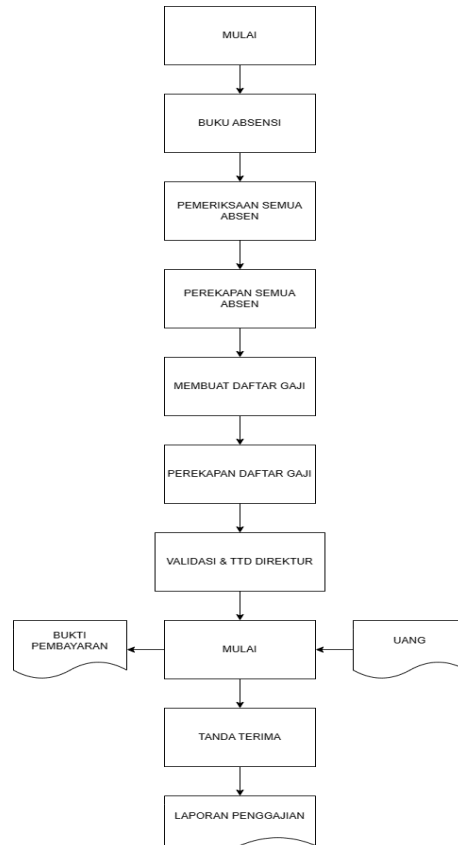 MULAI
BUKU ABSENSI
PEMERIKSAAN SEMUA
ABSEN
PEREKAPAN SEMUA
ABSEN
MEMBUAT DAFTAR GAJI
PEREKAPAN DAFTAR GAJI
VALIDASI & TTD DIREKTUR
BUKTI
PEMBAYARAN
MULAI
UANG
TANDA TERIMA
LAPORAN PENGGAJIAN